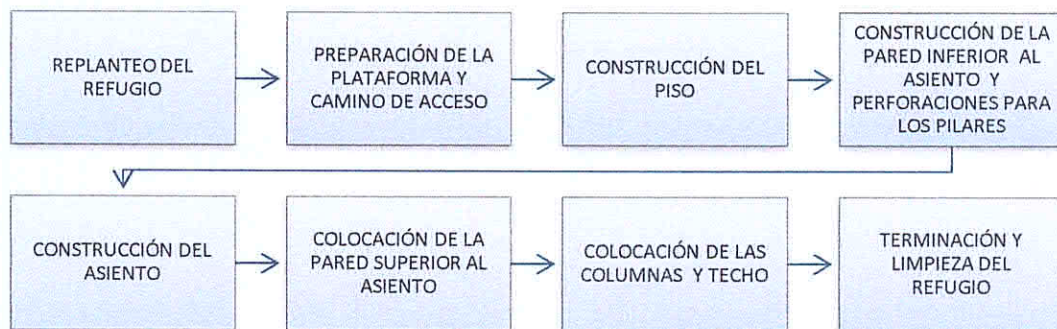 REPLANTEO DEL
REFUGIO
PREPARACIÓN DE LA
PLATAFORMA Y
CAMINO DE ACCESO
CONSTRUCCIÓN DEL
PISO
CONSTRUCCIÓN DE LA
PARED INFERIOR AL
ASIENTO Y
PERFORACIONES PARA
LOS PILARES
CONSTRUCCIÓN DEL
ASIENTO
COLOCACIÓN DE LA
PARED SUPERIOR AL
ASIENTO
COLOCACIÓN DE LAS
COLUMNAS Y TECHO
TERMINACIÓN Y
LIMPIEZA DEL
REFUGIO